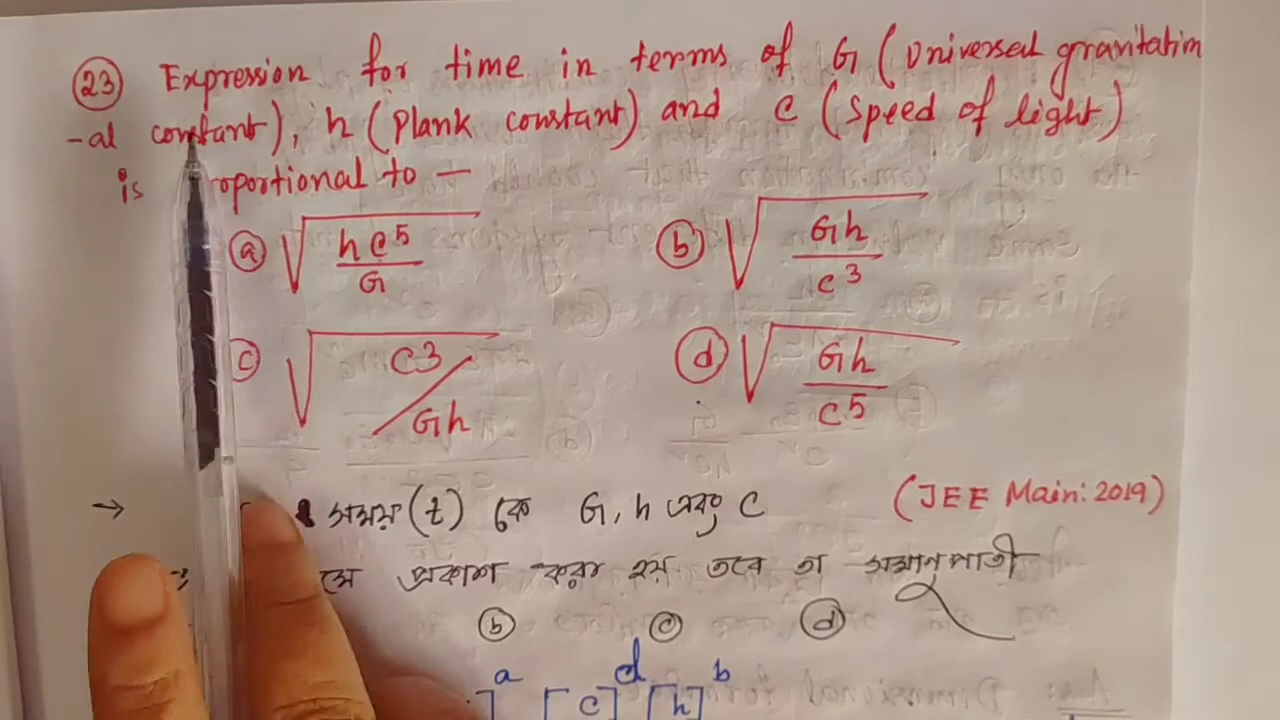 23 Expression for time in terms of G (Universal gravitation
-al constant), h (Plank constant) and c (speed of light)
is proportional to —
a √(hc⁵/G) b √(Gh/c³)
c √(c³/Gh) d √(Gh/c⁵)
→ সময় (t) কে G, h এবং c (JEE Main: 2019)
প্রকাশ করা হয় তবে তা সমানুপাতী
b c d
]ᵃ [c]ᵈ [h]ᵇ